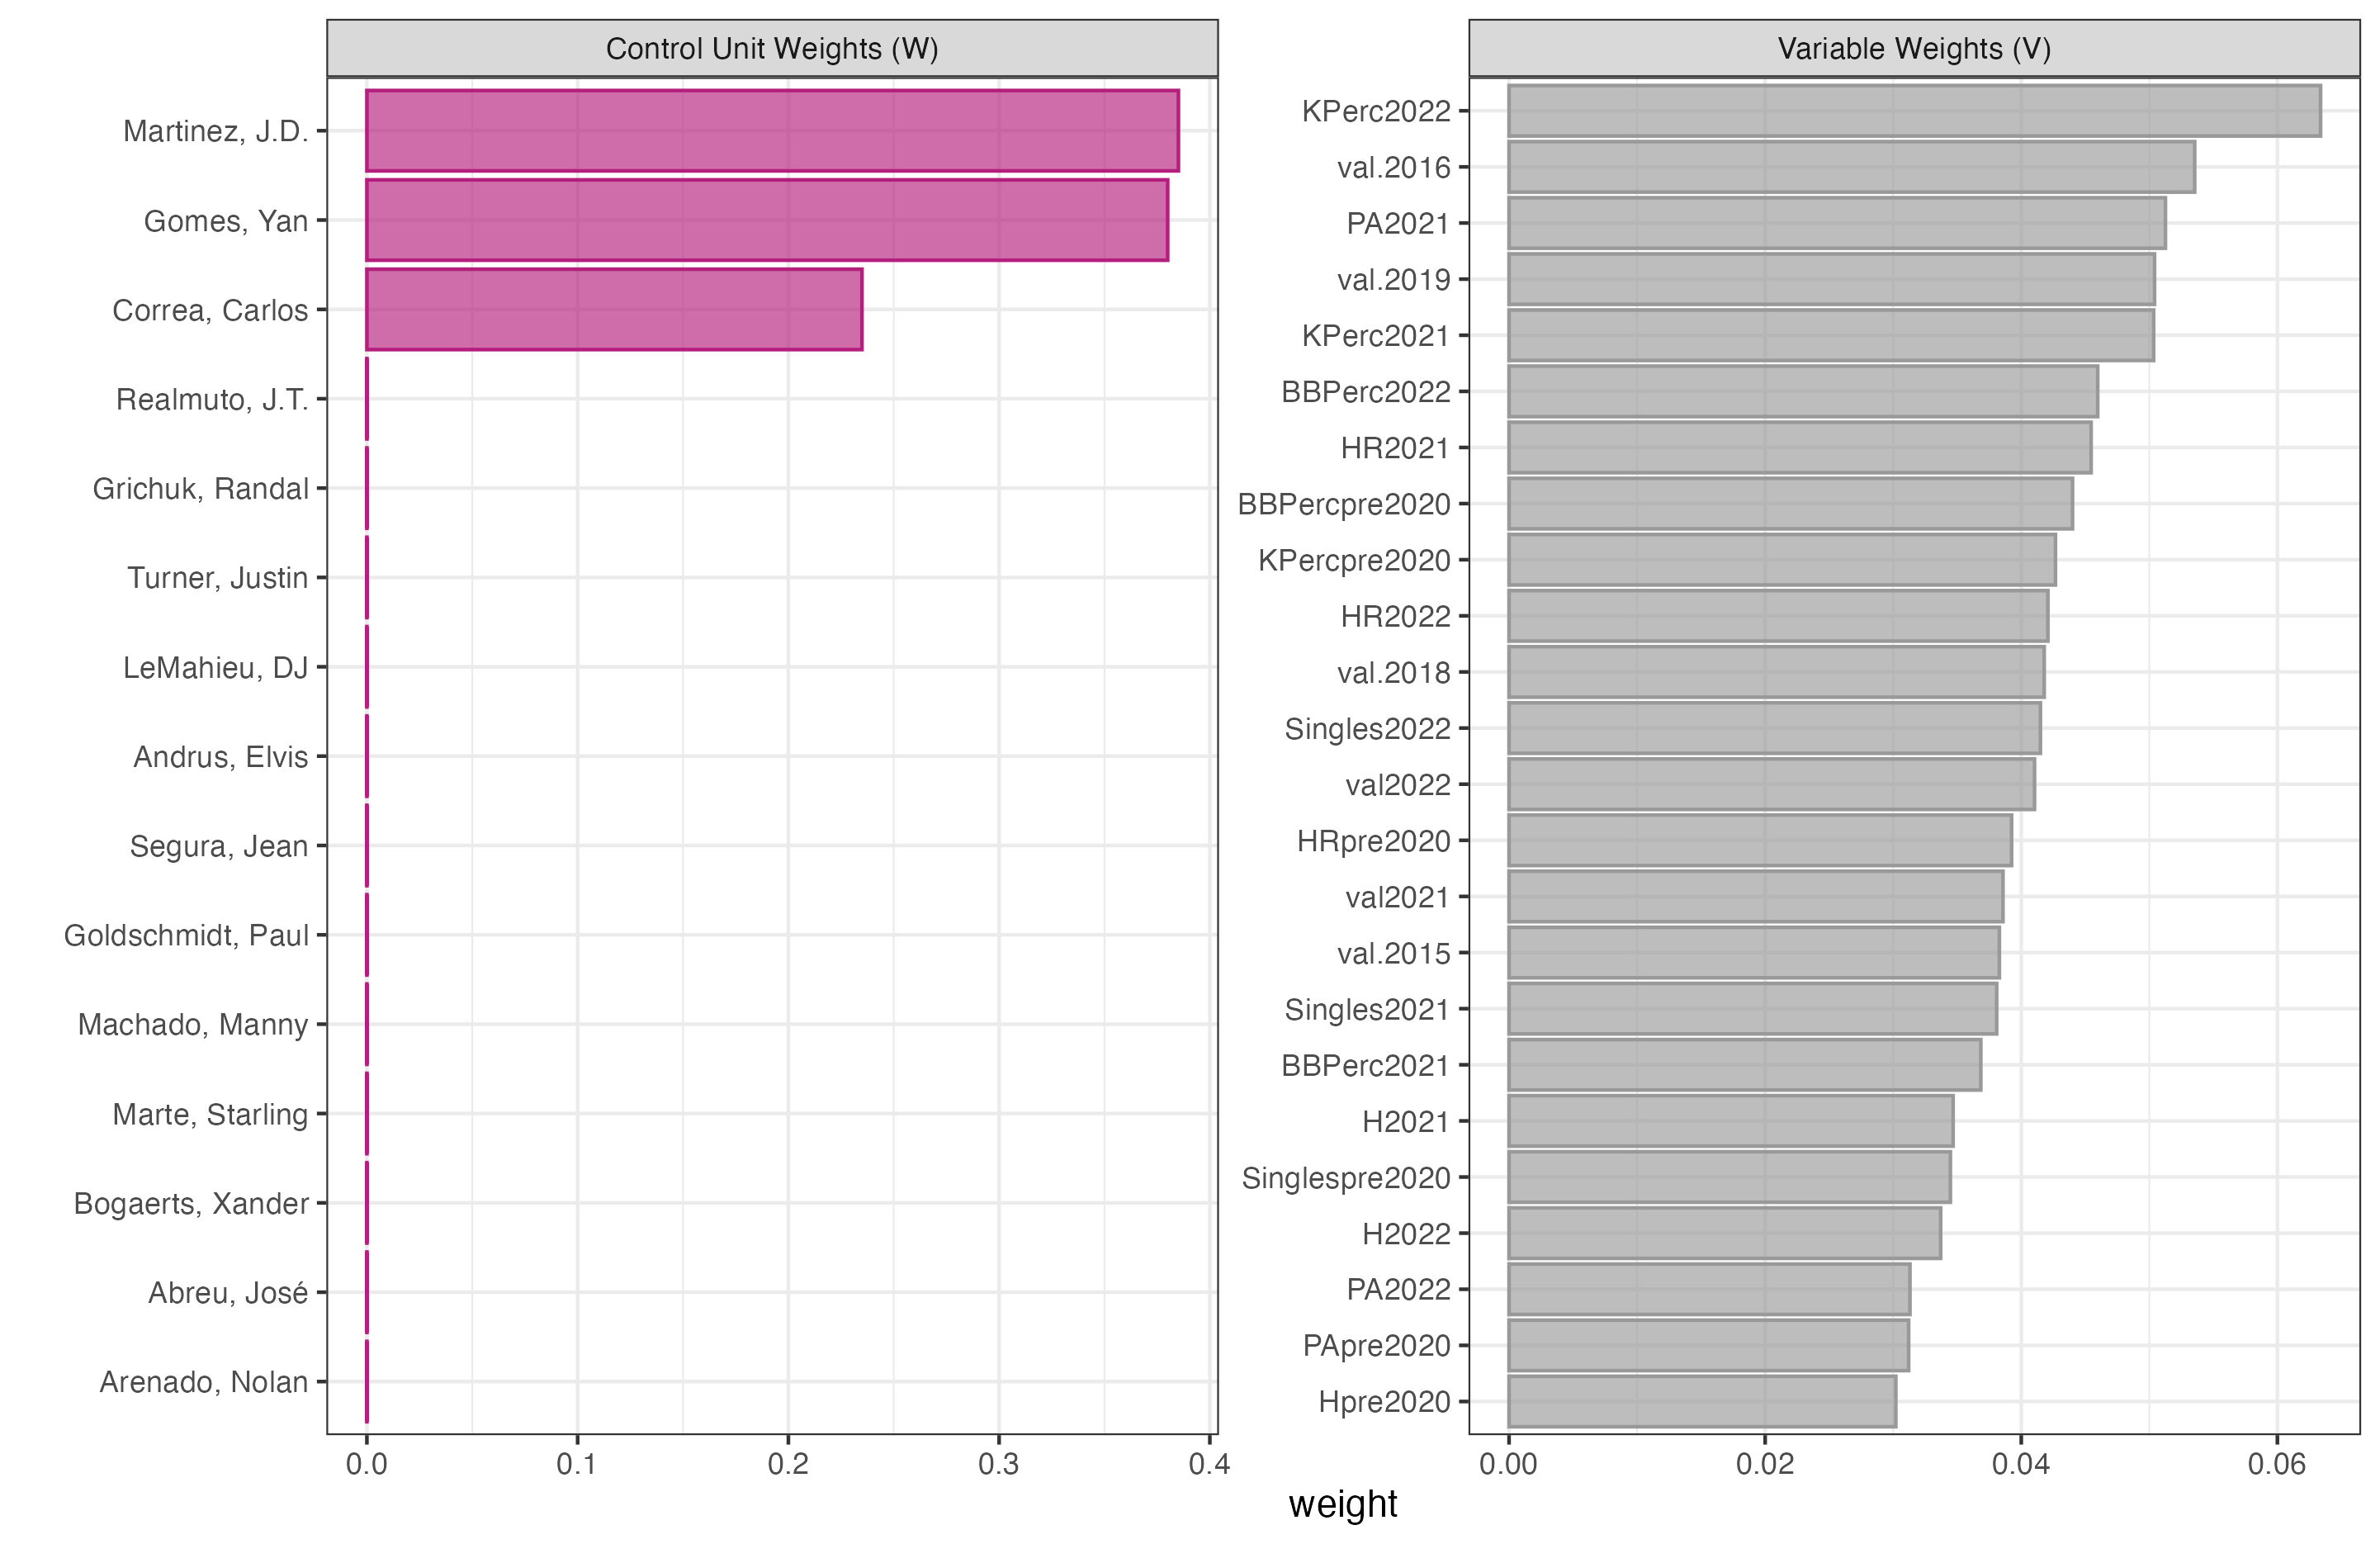 Control Unit Weights (W)
Martinez, J.D.
Gomes, Yan
Correa, Carlos
Realmuto, J.T.
Grichuk, Randal
Turner, Justin
LeMahieu, DJ
Andrus, Elvis
Segura, Jean
Goldschmidt, Paul
Machado, Manny
Marte, Starling
Bogaerts, Xander
Abreu, José
Arenado, Nolan
0.0 0.1 0.2 0.3 0.4
Variable Weights (V)
KPerc2022
val.2016
PA2021
val.2019
KPerc2021
BBPerc2022
HR2021
BBPercpre2020
KPercpre2020
HR2022
val.2018
Singles2022
val2022
HRpre2020
val2021
val.2015
Singles2021
BBPerc2021
H2021
Singlespre2020
H2022
PA2022
PApre2020
Hpre2020
0.00 0.02 0.04 0.06
weight